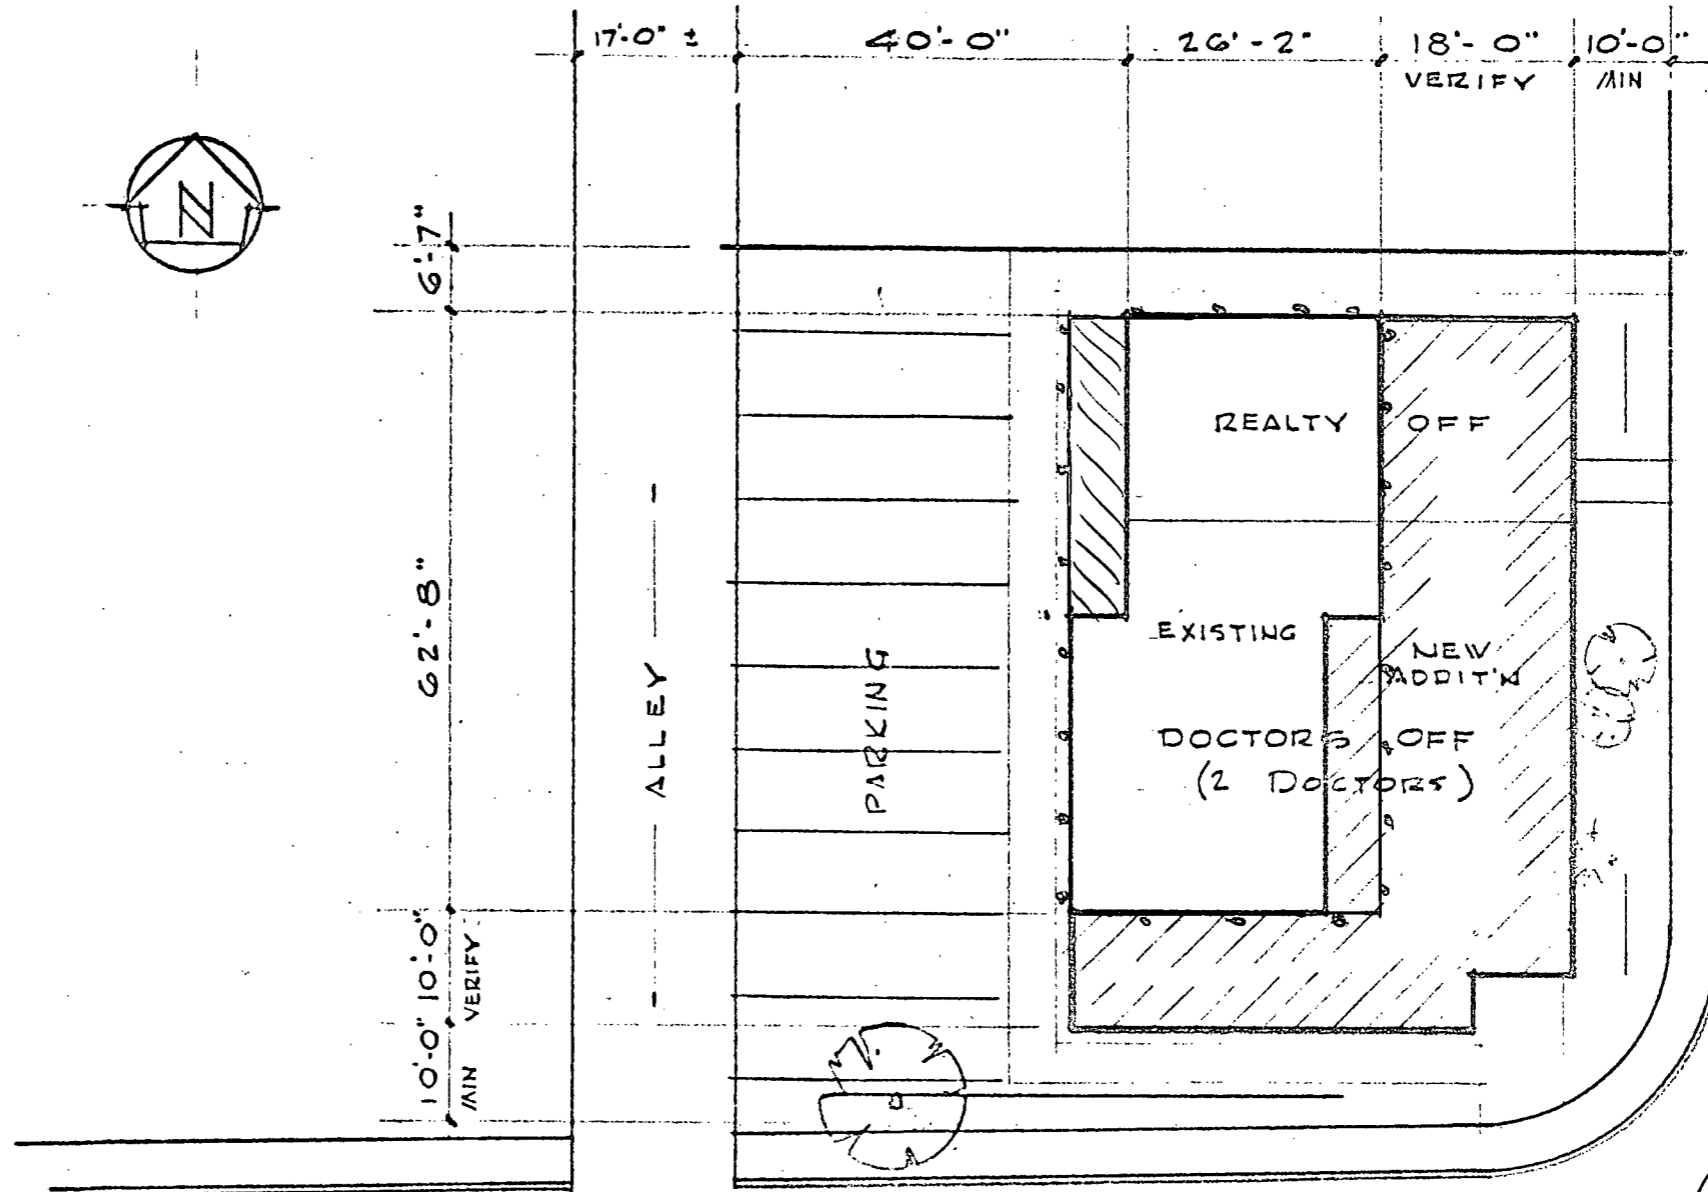 17'-0" ±
40'-0"
26'-2"
18'-0"
VERIFY
10'-0"
MIN
N
6'-7"
62'-8"
10'-0"
VERIFY
10'-0"
MIN
ALLEY
PARKING
REALTY OFF
EXISTING
NEW
ADDIT'N
DOCTORS OFF
(2 DOCTORS)